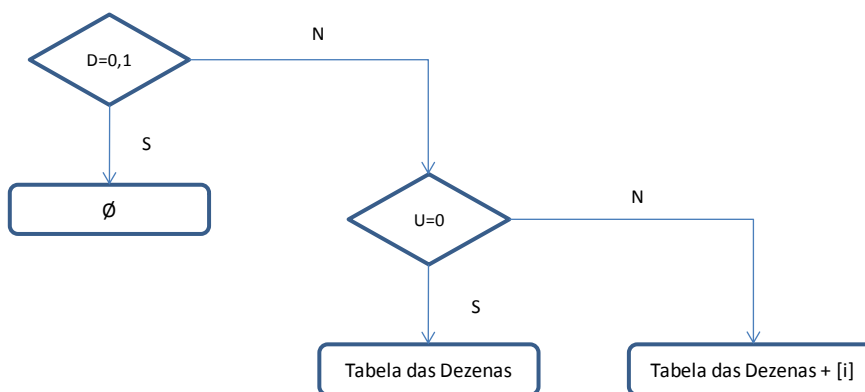 D=0,1
N
S
Ø
U=0
N
S
Tabela das Dezenas
Tabela das Dezenas + [i]